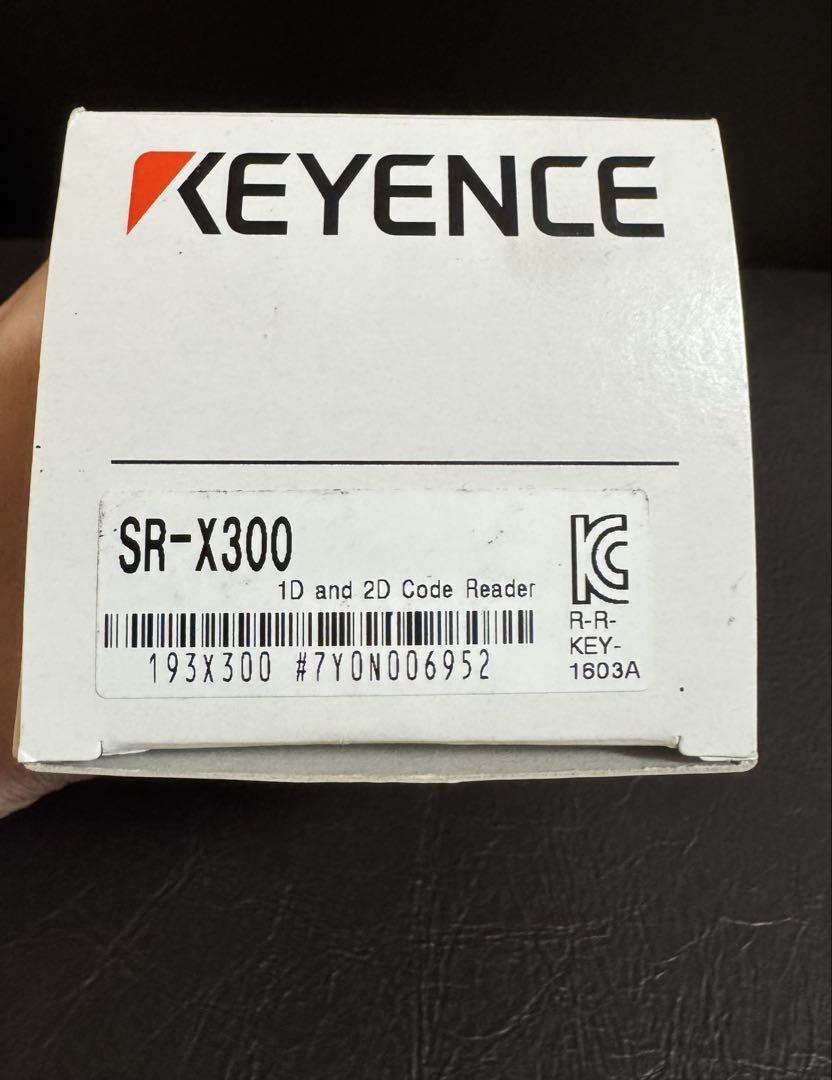 KEYENCE
SR-X300
1D and 2D Code Reader
193X300 #7Y0N006952
R-R-
KEY-
1603A